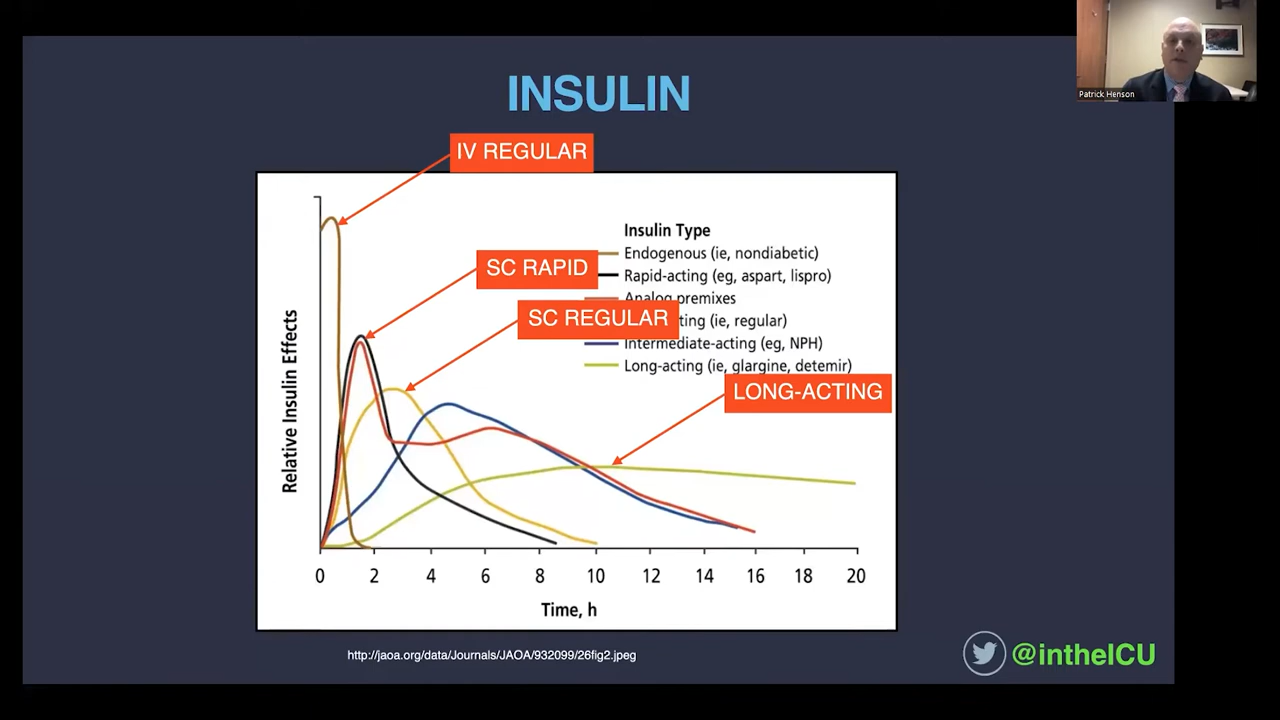 INSULIN
Patrick Henson
IV REGULAR
Insulin Type
Endogenous (ie, nondiabetic)
SC RAPID
Rapid-acting (eg, aspart, lispro)
Analog premixes
SC REGULAR
ting (ie, regular)
Intermediate-acting (eg, NPH)
Long-acting (ie, glargine, detemir)
LONG-ACTING
Relative Insulin Effects
0 2 4 6 8 10 12 14 16 18 20
Time, h
http://jaoa.org/data/Journals/JAOA/932099/26fig2.jpeg
@intheICU